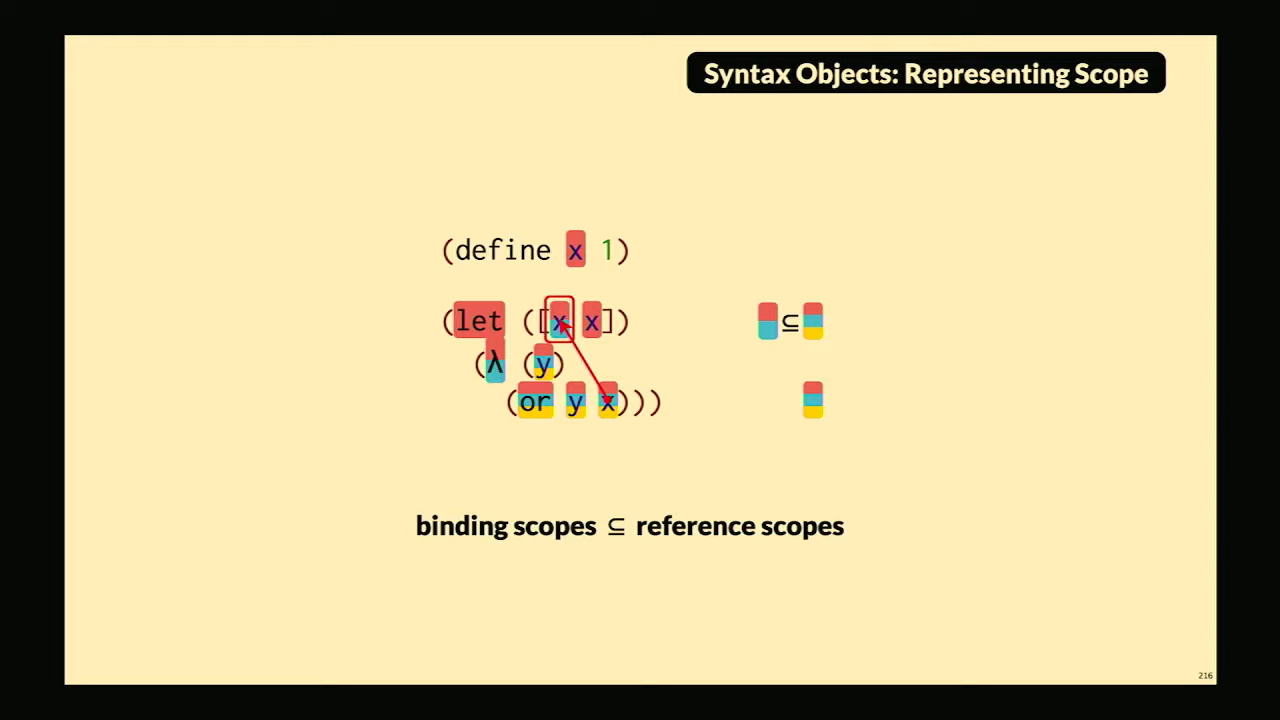 Syntax Objects: Representing Scope
(define x 1)
(let ([x x]) ⊆
(λ (y)
(or y x)))
binding scopes ⊆ reference scopes
216